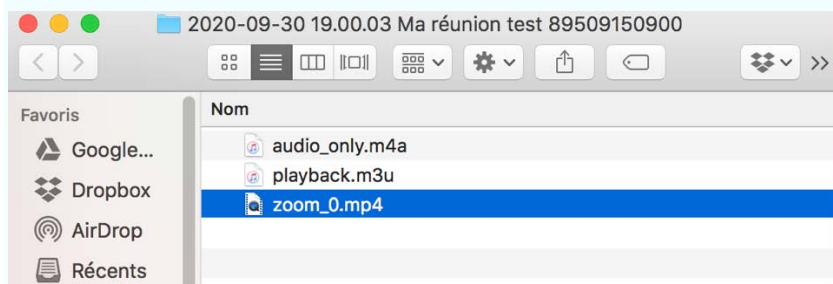 2020-09-30 19.00.03 Ma réunion test 89509150900
Favoris
Nom
Google...
audio_only.m4a
Dropbox
playback.m3u
zoom_0.mp4
AirDrop
Récents